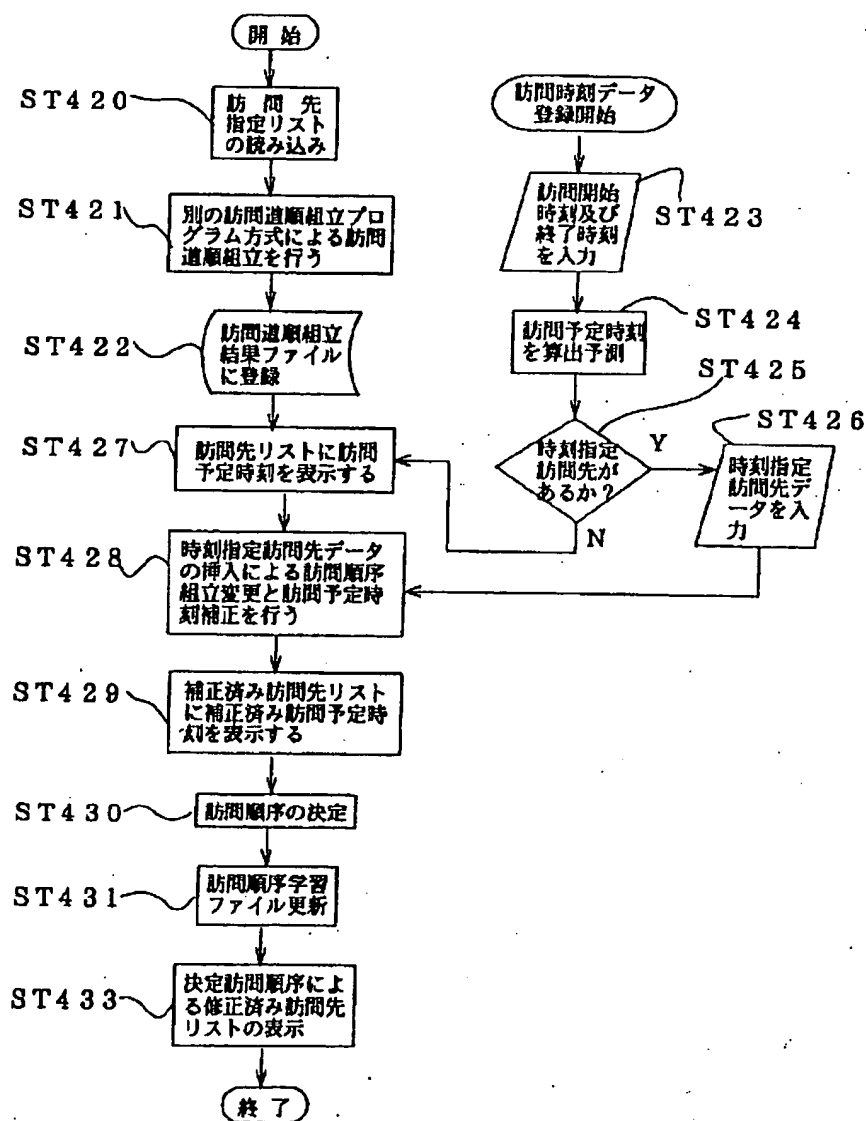 開 始
ST420
訪 問 先
指定リスト
の読み込み
ST421
別の訪問道順組立プロ
グラム方式による訪問
道順組立を行う
ST422
訪問道順組立
結果ファイル
に登録
ST427
訪問先リストに訪問
予定時刻を表示する
ST428
時刻指定訪問先データ
の挿入による訪問順序
組立変更と訪問予定時
刻補正を行う
ST429
補正済み訪問先リスト
に補正済み訪問予定時
刻を表示する
ST430
訪問順序の決定
ST431
訪問順序学習
ファイル更新
ST433
決定訪問順序によ
る修正済み訪問先
リストの表示
終 了
訪問時刻データ
登録開始
訪問開始
時刻及び
終了時刻
を入力
ST423
訪問予定時刻
を算出予測
ST424
ST425
時刻指定
訪問先が
あるか?
Y
N
ST426
時刻指定
訪問先デ
ータを入
力